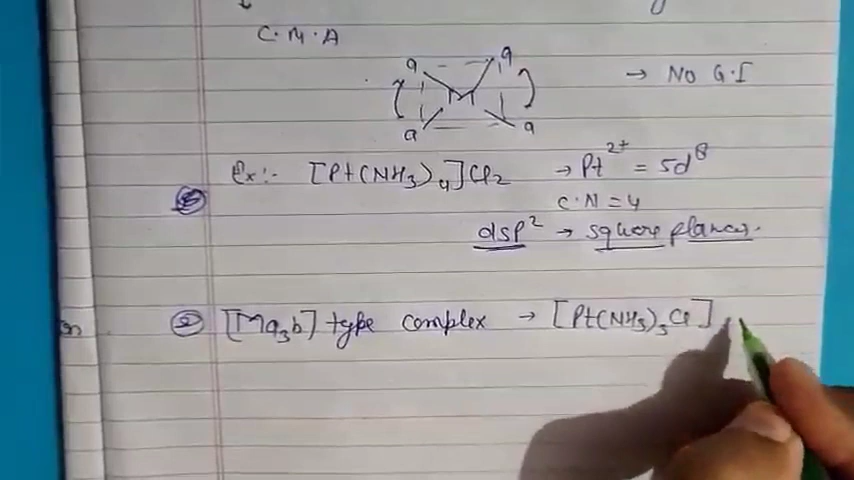 C.M.A
a a
→ No G.I
a a
Ex:- [Pt(NH3)4]Cl2 → Pt²⁺ = 5d⁸
C.N = 4
dsp² → square planar.
② [Ma3b] type complex → [Pt(NH3)3Cl]